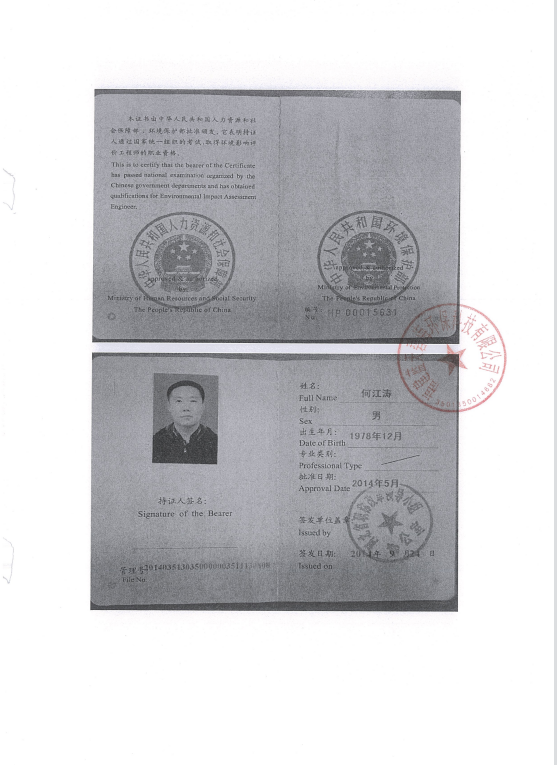 本证书由中华人民共和国人力资源和社
会保障部、环境保护部批准颁发。它表明持证
人通过国家统一组织的考试,取得环境影响评
价工程师的职业资格。
This is to certify that the bearer of the Certificate
has passed national examination organized by the
Chinese government departments and has obtained
qualifications for Environmental Impact Assessment
Engineer.
中华人民共和国人力资源和社会保障部
approved & authorized
by
Ministry of Human Resources and Social Security
The People's Republic of China
中华人民共和国环境保护部
approved & authorized
by
Ministry of Environmental Protection
The People's Republic of China
编号:
No.
HP 00015631
持证人签名:
Signature of the Bearer
管理号:
File No.
姓名:
Full Name
何江涛
性别:
Sex
男
出生年月:
Date of Birth
1978年12月
专业类别:
Professional Type
批准日期:
Approval Date
2014年5月
签发单位盖章
Issued by
签发日期:
Issued on
2014年 9
科技有限公司